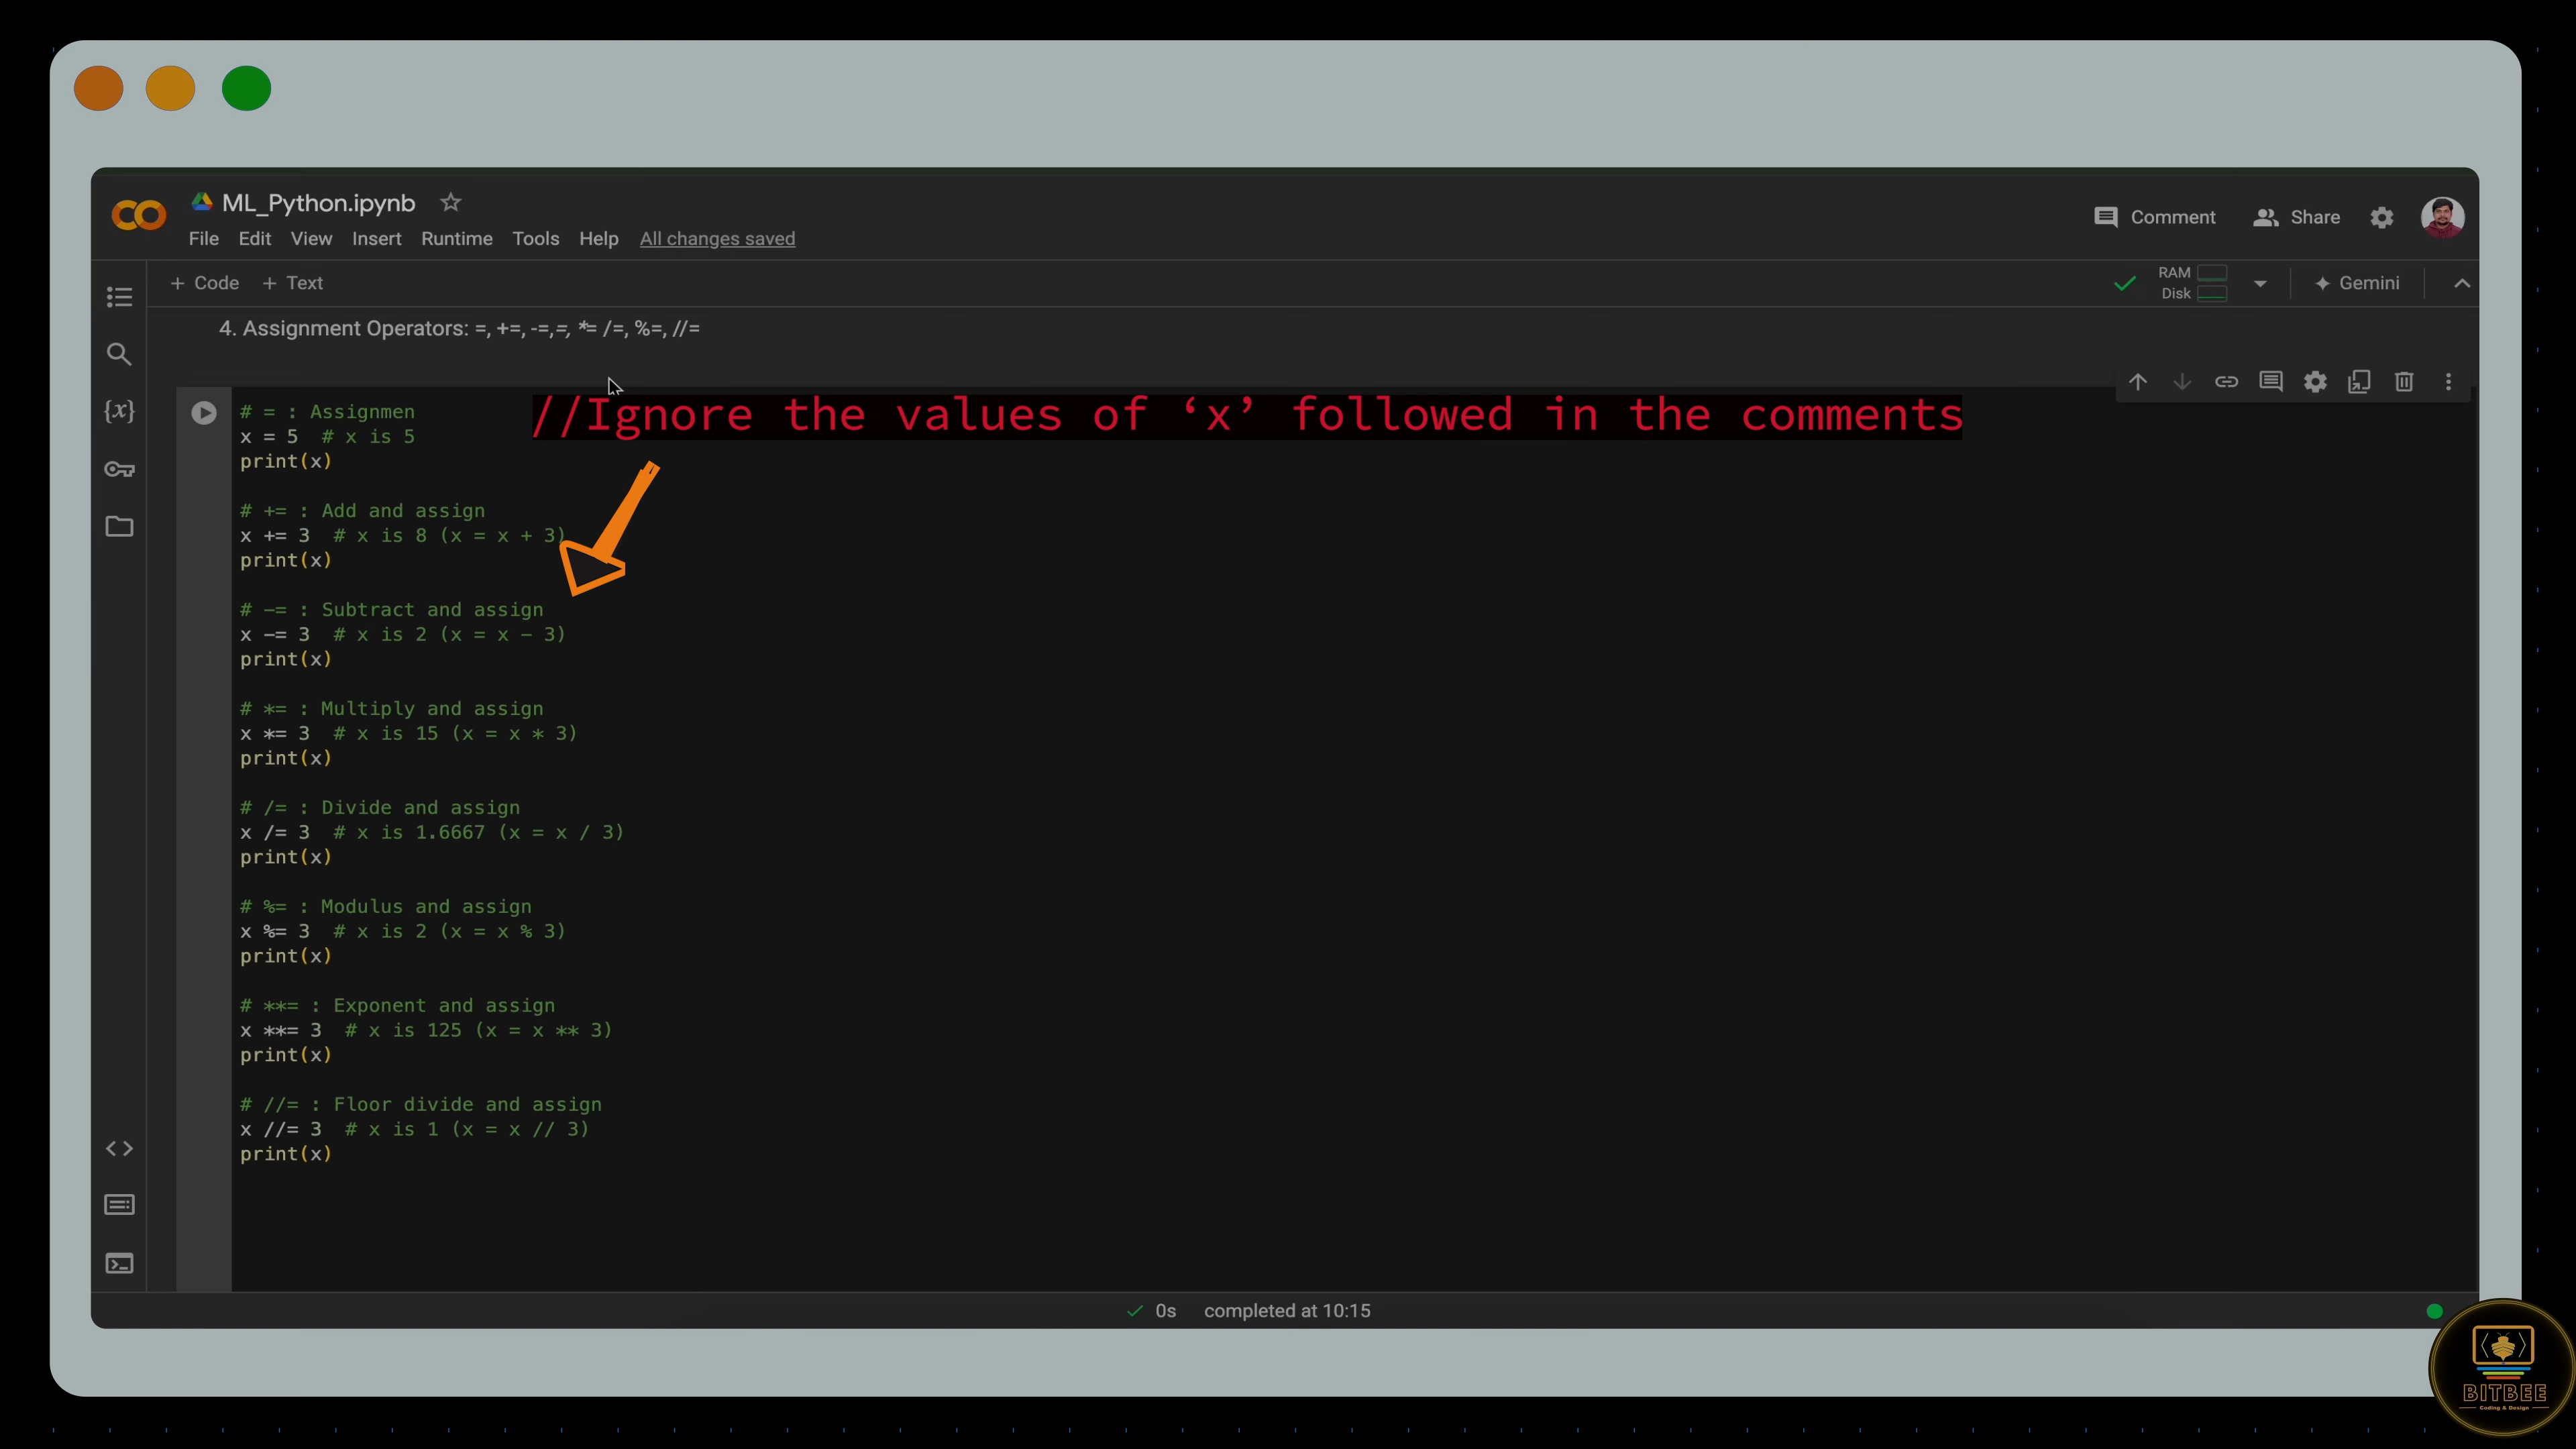 ML_Python.ipynb
File Edit View Insert Runtime Tools Help All changes saved
Comment Share
+ Code + Text
RAM
Disk
Gemini
4. Assignment Operators: =, +=, -=,=, *= /=, %=, //=
//Ignore the values of ‘x’ followed in the comments
# = : Assignmen
x = 5 # x is 5
print(x)
# += : Add and assign
x += 3 # x is 8 (x = x + 3)
print(x)
# -= : Subtract and assign
x -= 3 # x is 2 (x = x - 3)
print(x)
# *= : Multiply and assign
x *= 3 # x is 15 (x = x * 3)
print(x)
# /= : Divide and assign
x /= 3 # x is 1.6667 (x = x / 3)
print(x)
# %= : Modulus and assign
x %= 3 # x is 2 (x = x % 3)
print(x)
# **= : Exponent and assign
x **= 3 # x is 125 (x = x ** 3)
print(x)
# //= : Floor divide and assign
x //= 3 # x is 1 (x = x // 3)
print(x)
0s completed at 10:15
BITBEE
Coding & Design